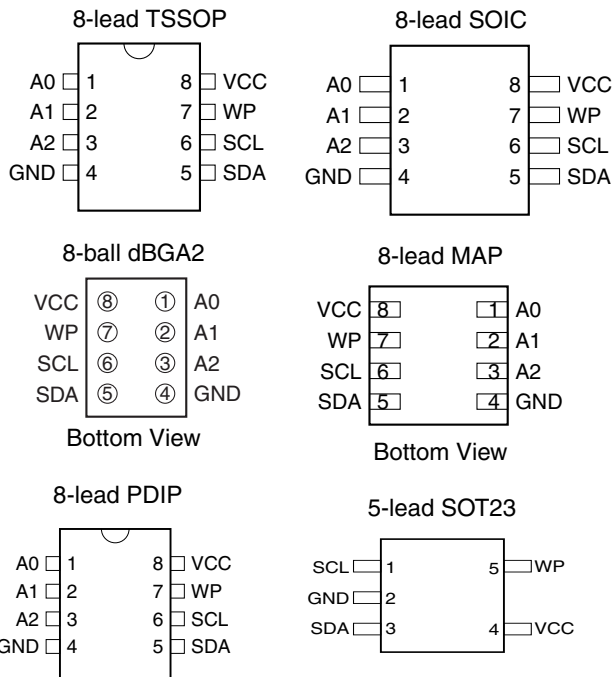 8-lead TSSOP
A0 1 8 VCC
A1 2 7 WP
A2 3 6 SCL
GND 4 5 SDA
8-lead SOIC
A0 1 8 VCC
A1 2 7 WP
A2 3 6 SCL
GND 4 5 SDA
8-ball dBGA2
VCC 8 1 A0
WP 7 2 A1
SCL 6 3 A2
SDA 5 4 GND
Bottom View
8-lead MAP
VCC 8 1 A0
WP 7 2 A1
SCL 6 3 A2
SDA 5 4 GND
Bottom View
8-lead PDIP
A0 1 8 VCC
A1 2 7 WP
A2 3 6 SCL
GND 4 5 SDA
5-lead SOT23
SCL 1 5 WP
GND 2
SDA 3 4 VCC